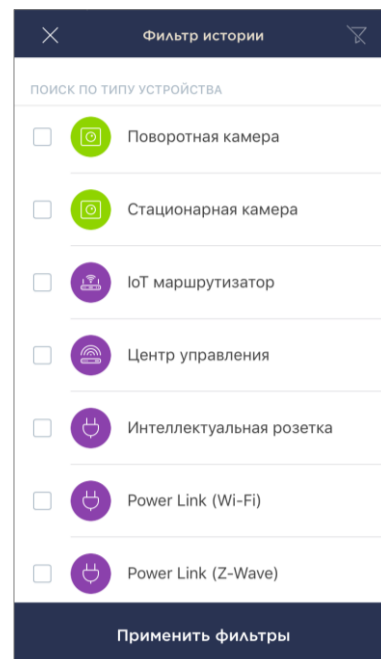 Фильтр истории
ПОИСК ПО ТИПУ УСТРОЙСТВА
Поворотная камера
Стационарная камера
IoT маршрутизатор
Центр управления
Интеллектуальная розетка
Power Link (Wi-Fi)
Power Link (Z-Wave)
Применить фильтры